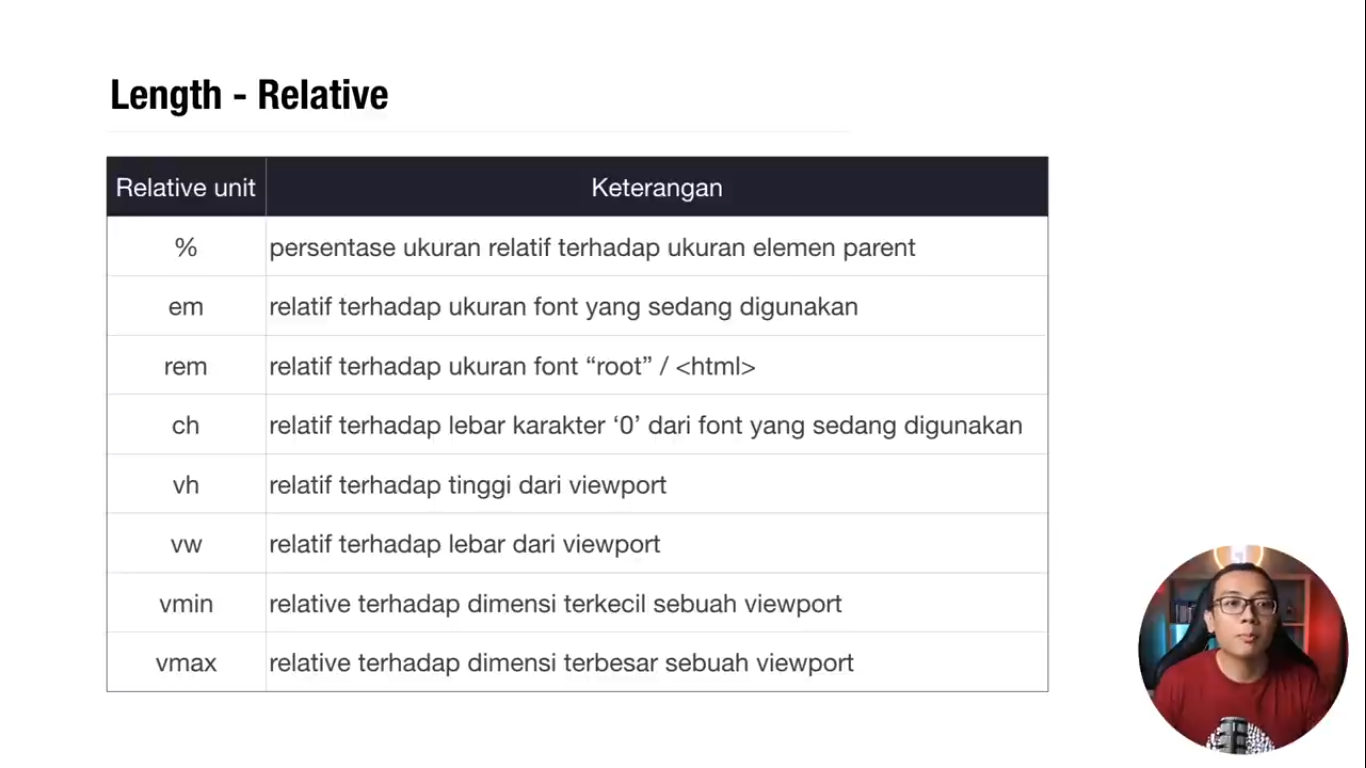 Length - Relative
Relative unit Keterangan
% persentase ukuran relatif terhadap ukuran elemen parent
em relatif terhadap ukuran font yang sedang digunakan
rem relatif terhadap ukuran font “root” / <html>
ch relatif terhadap lebar karakter ‘0’ dari font yang sedang digunakan
vh relatif terhadap tinggi dari viewport
vw relatif terhadap lebar dari viewport
vmin relative terhadap dimensi terkecil sebuah viewport
vmax relative terhadap dimensi terbesar sebuah viewport